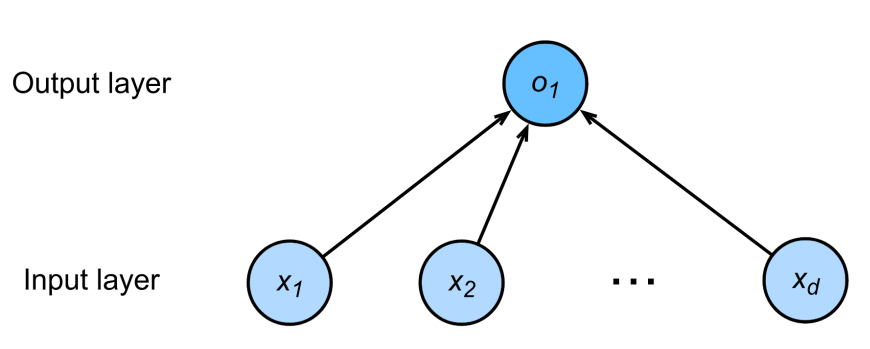 Output layer
o1
Input layer
x1
x2
...
xd